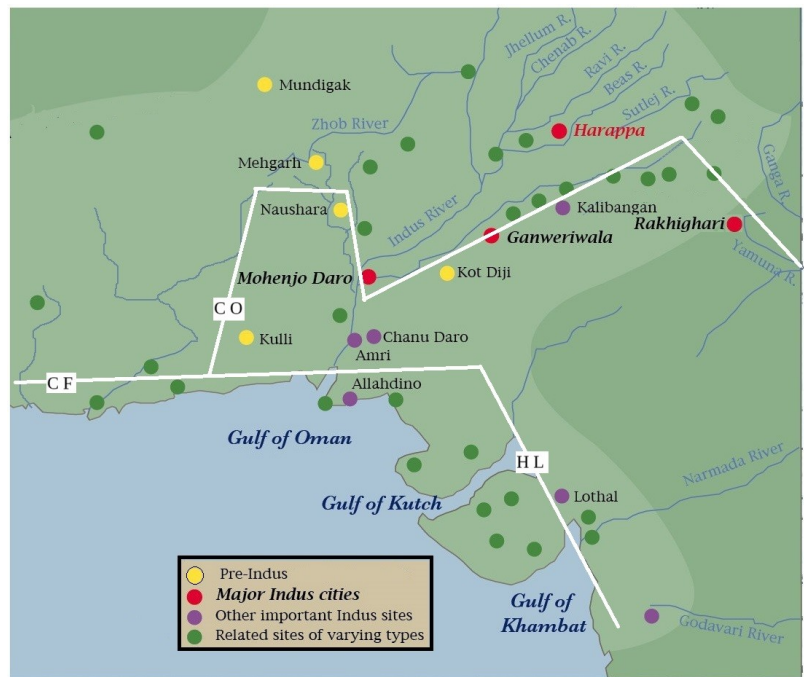 Jhellum R.
Chenab R.
Ravi R.
Beas R.
Sutlej R.
Mundigak
Zhob River
Harappa
Mehgarh
Ganga R.
Naushara
Indus River
Kalibangan
Rakhighari
Ganweriwala
Yamuna R.
Mohenjo Daro
Kot Diji
C O
Kulli
Chanu Daro
Amri
C F
Allahdino
Gulf of Oman
H L
Narmada River
Gulf of Kutch
Lothal
Pre-Indus
Major Indus cities
Other important Indus sites
Related sites of varying types
Gulf of
Khambat
Godavari River